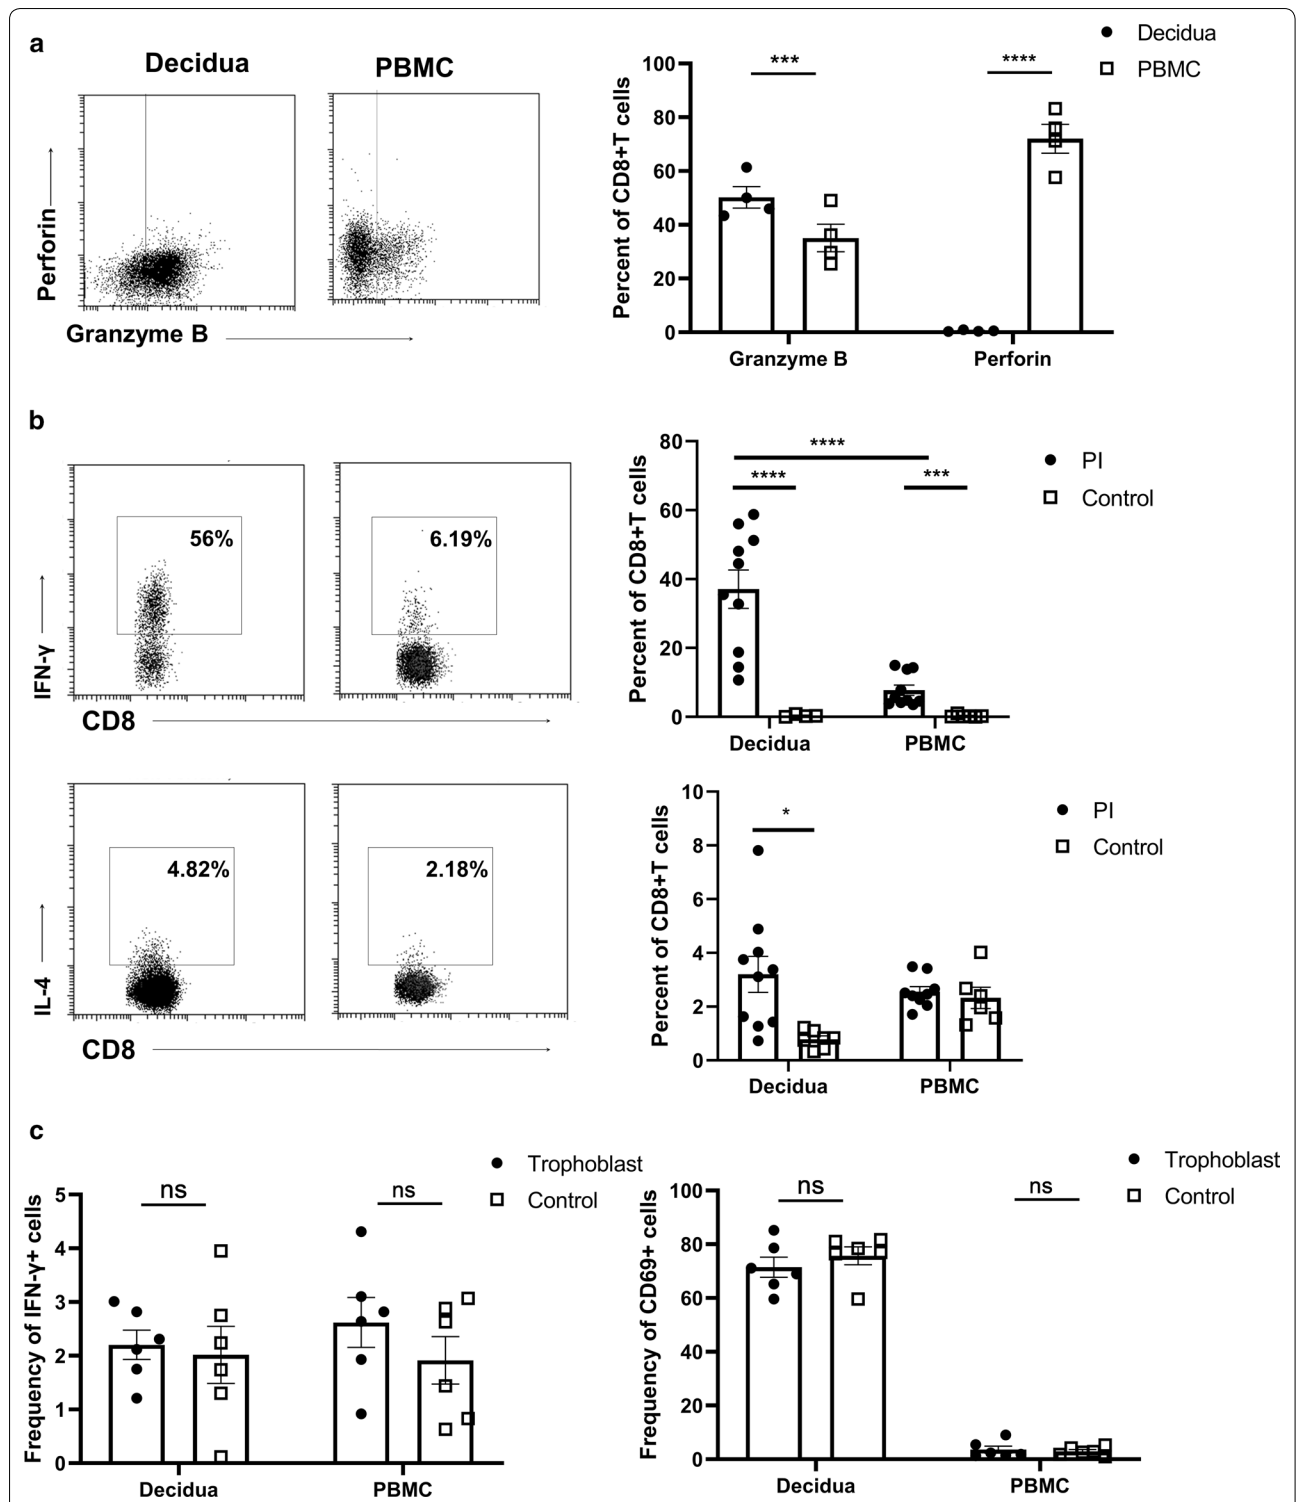 a
Decidua
PBMC
Perforin
Granzyme B
Percent of CD8+T cells
100
80
60
40
20
0
***
****
Granzyme B
Perforin
Decidua
PBMC
b
56%
6.19%
IFN-γ
CD8
Percent of CD8+T cells
80
60
40
20
0
****
****
***
Decidua
PBMC
PI
Control
4.82%
2.18%
IL-4
CD8
Percent of CD8+T cells
10
8
6
4
2
0
*
Decidua
PBMC
PI
Control
c
Frequency of IFN-γ+ cells
5
4
3
2
1
0
ns
ns
Decidua
PBMC
Trophoblast
Control
Frequency of CD69+ cells
100
80
60
40
20
0
ns
ns
Decidua
PBMC
Trophoblast
Control